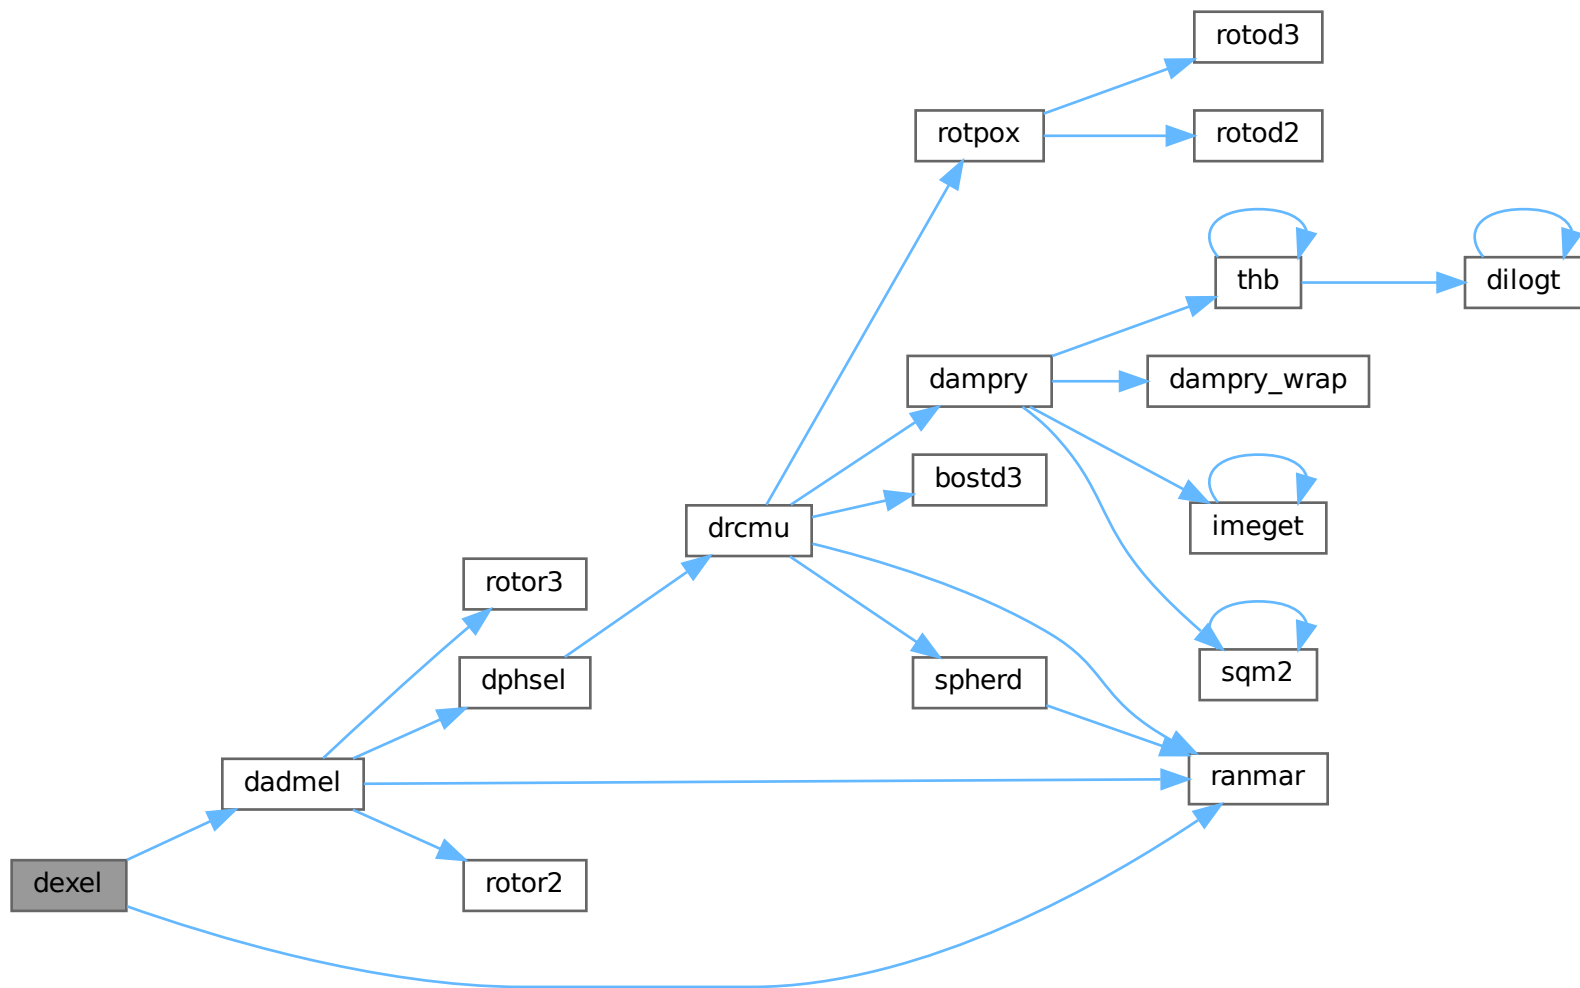 rotod3
rotpox
rotod2
thb
dilogt
dampry
dampry_wrap
bostd3
drcmu
imeget
rotor3
dphsel
spherd
sqm2
dadmel
ranmar
dexel
rotor2